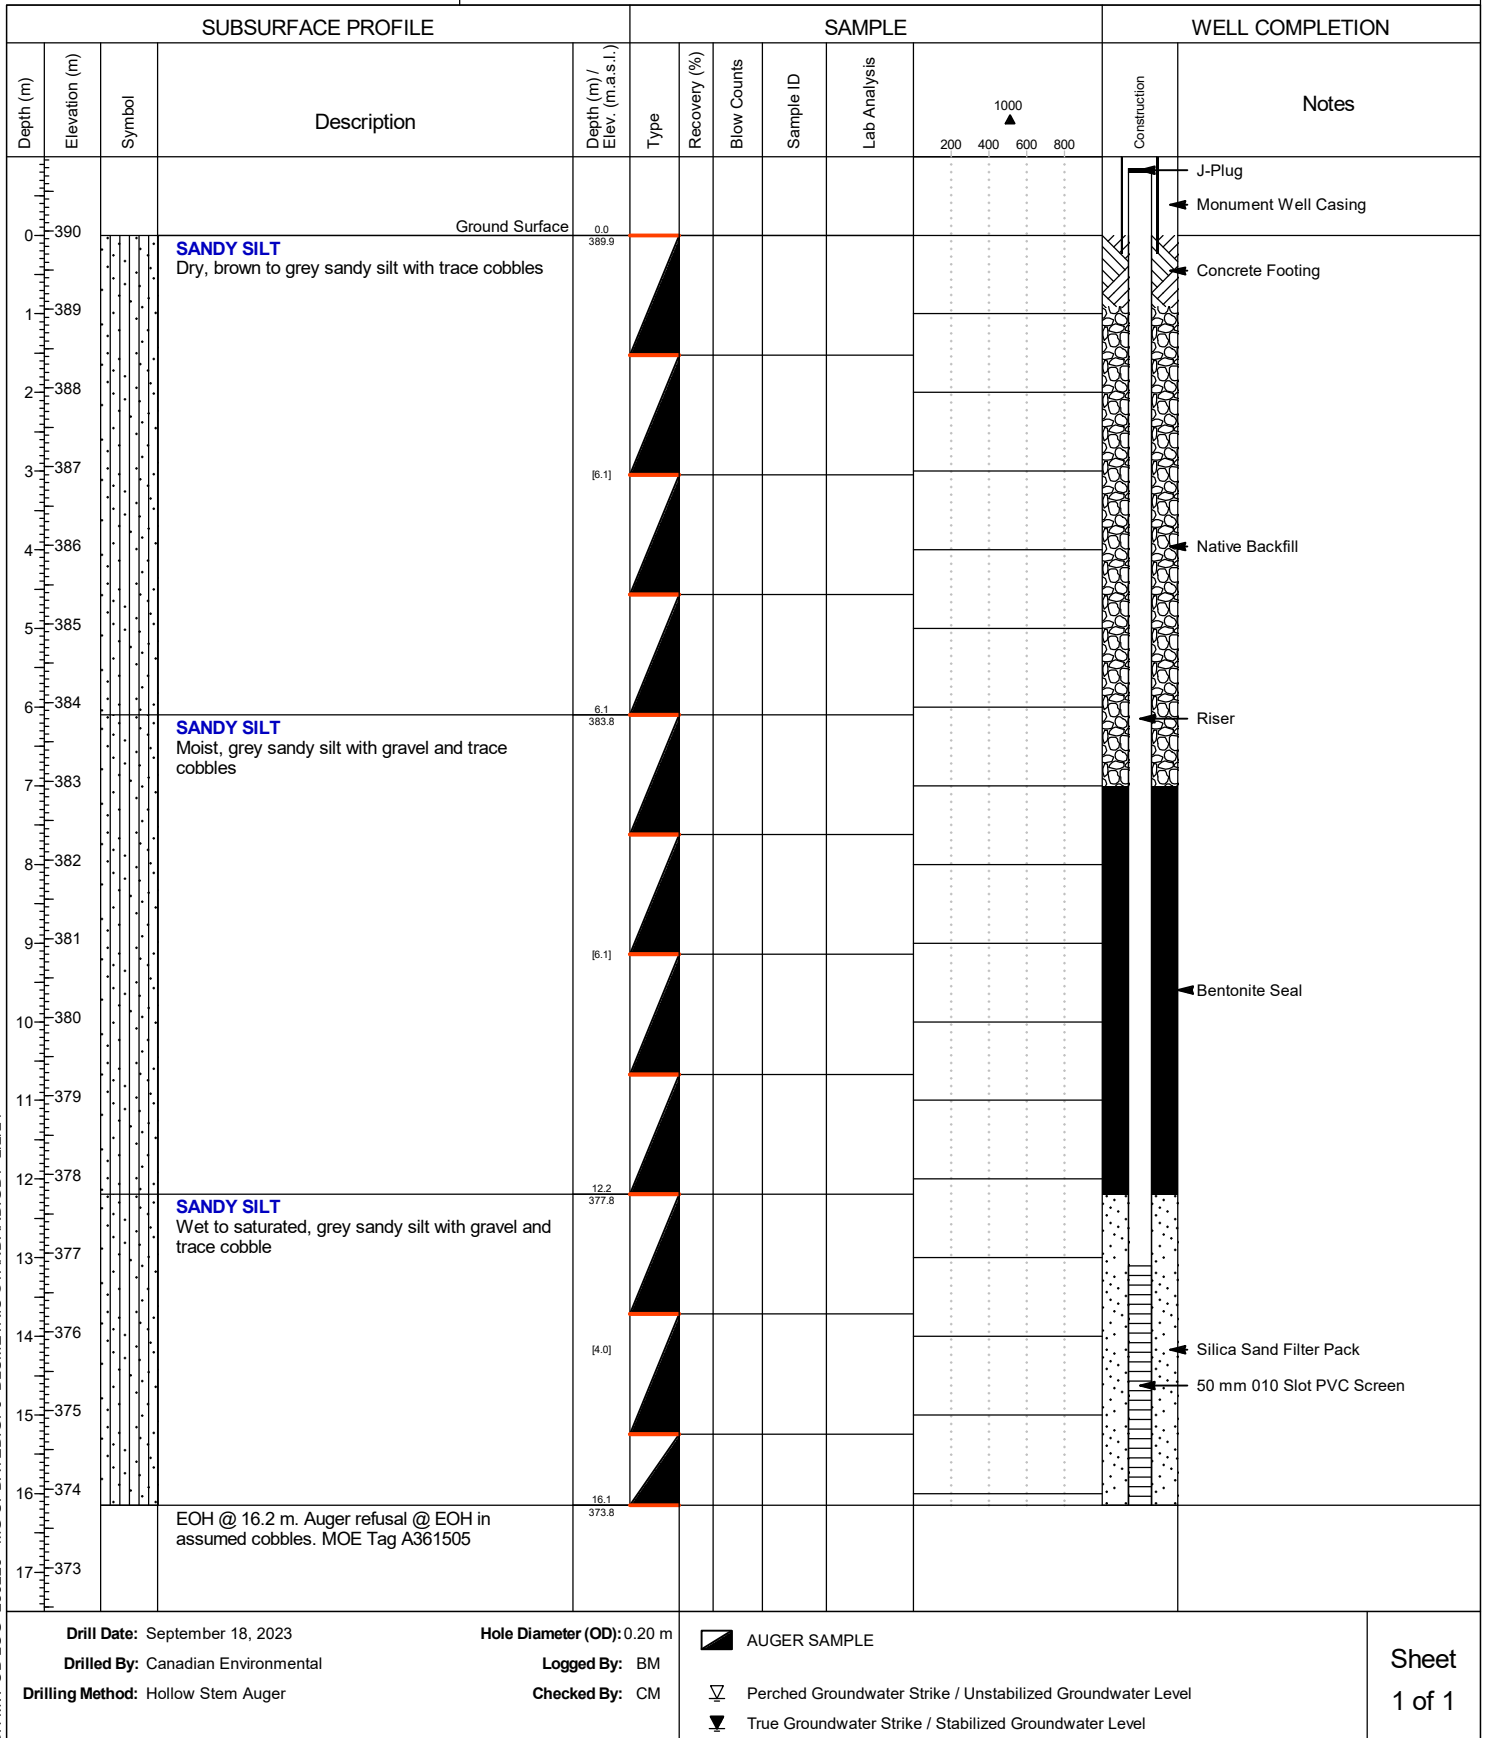 SUBSURFACE PROFILE
SAMPLE
WELL COMPLETION
Depth (m)
Elevation (m)
Symbol
Description
Depth (m) /
Elev. (m.a.s.l.)
Type
Recovery (%)
Blow Counts
Sample ID
Lab Analysis
1000
200 400 600 800
Construction
Notes
J-Plug
Monument Well Casing
Ground Surface
0.0
389.9
0
390
SANDY SILT
Dry, brown to grey sandy silt with trace cobbles
Concrete Footing
1
389
2
388
3
387
[6.1]
4
386
Native Backfill
5
385
6
384
6.1
383.8
SANDY SILT
Moist, grey sandy silt with gravel and trace
cobbles
Riser
7
383
8
382
9
381
[6.1]
Bentonite Seal
10
380
11
379
12
378
12.2
377.8
SANDY SILT
Wet to saturated, grey sandy silt with gravel and
trace cobble
13
377
14
376
[4.0]
Silica Sand Filter Pack
50 mm 010 Slot PVC Screen
15
375
16
374
16.1
373.8
EOH @ 16.2 m. Auger refusal @ EOH in
assumed cobbles. MOE Tag A361505
17
373
Drill Date: September 18, 2023
Hole Diameter (OD): 0.20 m
Drilled By: Canadian Environmental
Logged By: BM
Drilling Method: Hollow Stem Auger
Checked By: CM
AUGER SAMPLE
Perched Groundwater Strike / Unstabilized Groundwater Level
True Groundwater Strike / Stabilized Groundwater Level
Sheet
1 of 1